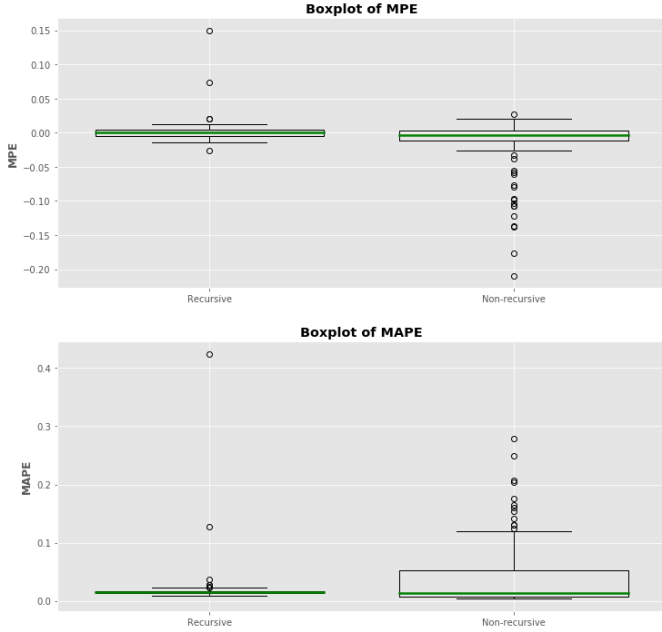 Boxplot of MPE
0.15
0.10
0.05
0.00
−0.05
−0.10
−0.15
−0.20
MPE
Recursive
Non-recursive
Boxplot of MAPE
0.4
0.3
0.2
0.1
0.0
MAPE
Recursive
Non-recursive